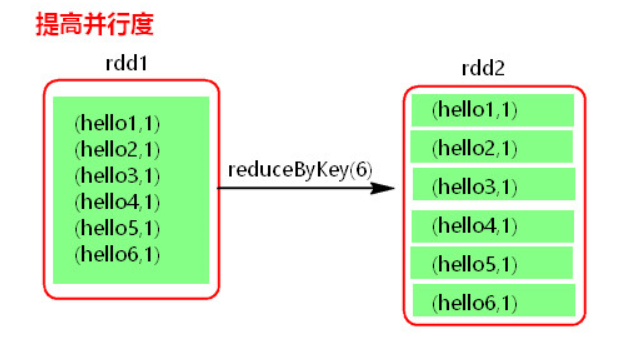 提高并行度
rdd1
(hello1,1)
(hello2,1)
(hello3,1)
(hello4,1)
(hello5,1)
(hello6,1)
reduceByKey(6)
rdd2
(hello1,1)
(hello2,1)
(hello3,1)
(hello4,1)
(hello5,1)
(hello6,1)